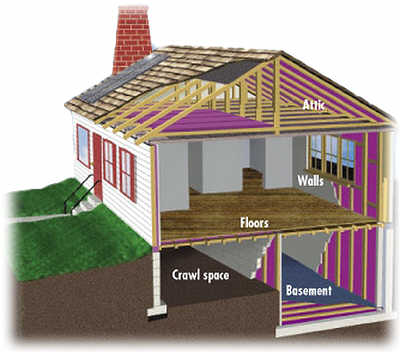 Attic
Walls
Floors
Crawl space
Basement